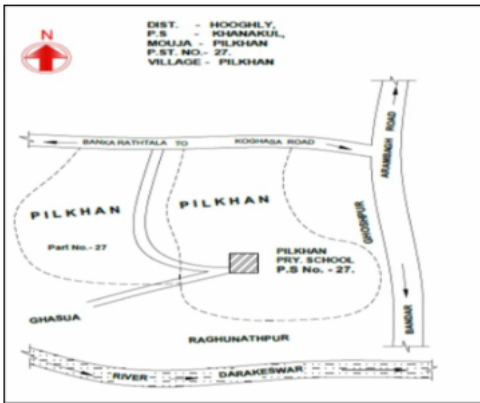 DIST. - HOOGHLY,
P.S - KHANAKUL,
MOUJA - PILKHAN
P.ST. NO.- 27.
VILLAGE - PILKHAN
N
BANKA RATHTALA TO KOGHASA ROAD
ARAMBAGH ROAD
PILKHAN
PILKHAN
GHOSHPUR
Part No.- 27
PILKHAN
PRY. SCHOOL
P.S No. - 27.
GHASUA
BANDAR
RAGHUNATHPUR
RIVER DARAKESWAR